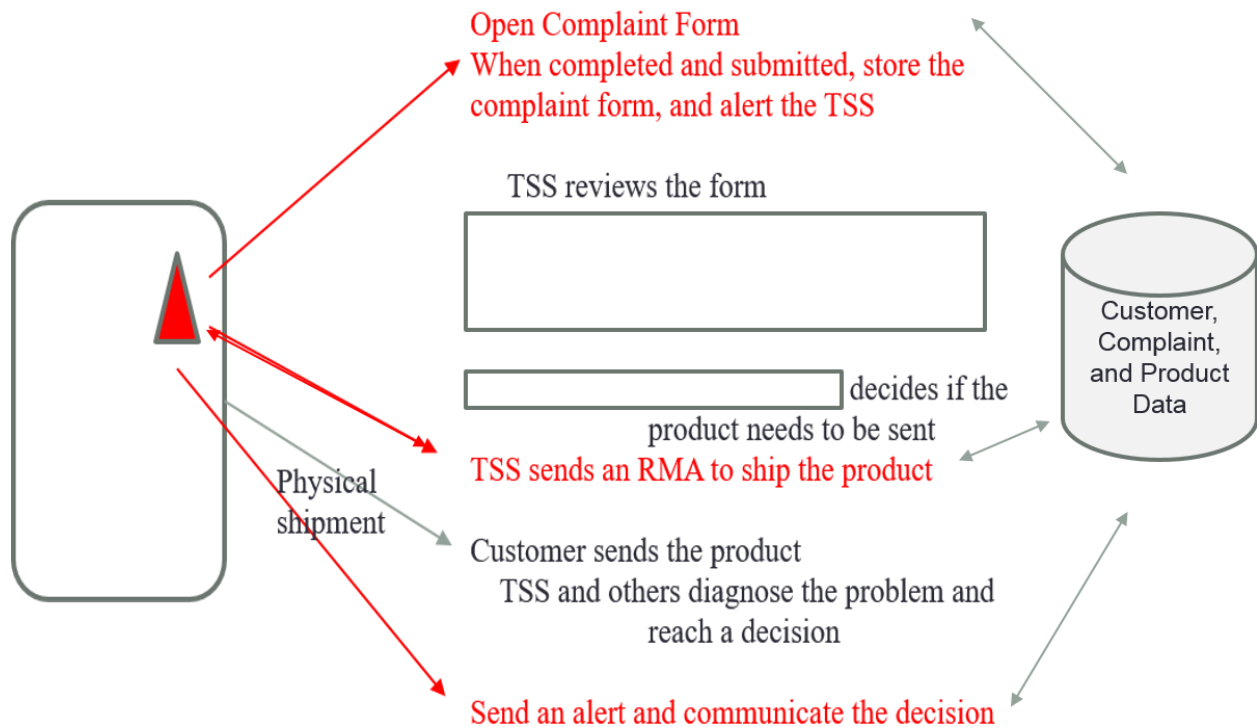 Open Complaint Form
When completed and submitted, store the
complaint form, and alert the TSS
TSS reviews the form
decides if the
product needs to be sent
TSS sends an RMA to ship the product
Physical
shipment
Customer sends the product
TSS and others diagnose the problem and
reach a decision
Send an alert and communicate the decision
Customer,
Complaint,
and Product
Data